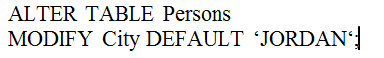 ALTER TABLE Persons
MODIFY City DEFAULT ‘JORDAN‘;